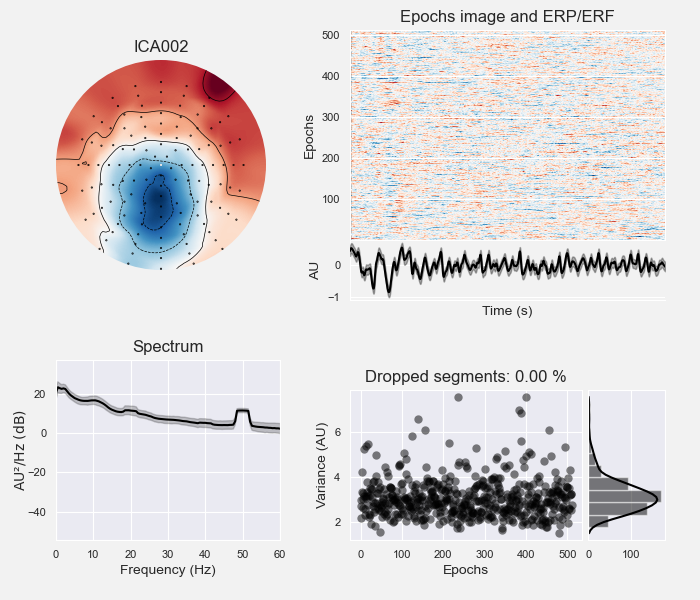 ICA002
Epochs image and ERP/ERF
500
400
300
200
100
Epochs
0
−1
AU
Time (s)
Spectrum
20
0
−20
−40
AU²/Hz (dB)
0 10 20 30 40 50 60
Frequency (Hz)
Dropped segments: 0.00 %
6
4
2
Variance (AU)
0 100 200 300 400 500
Epochs
0 100